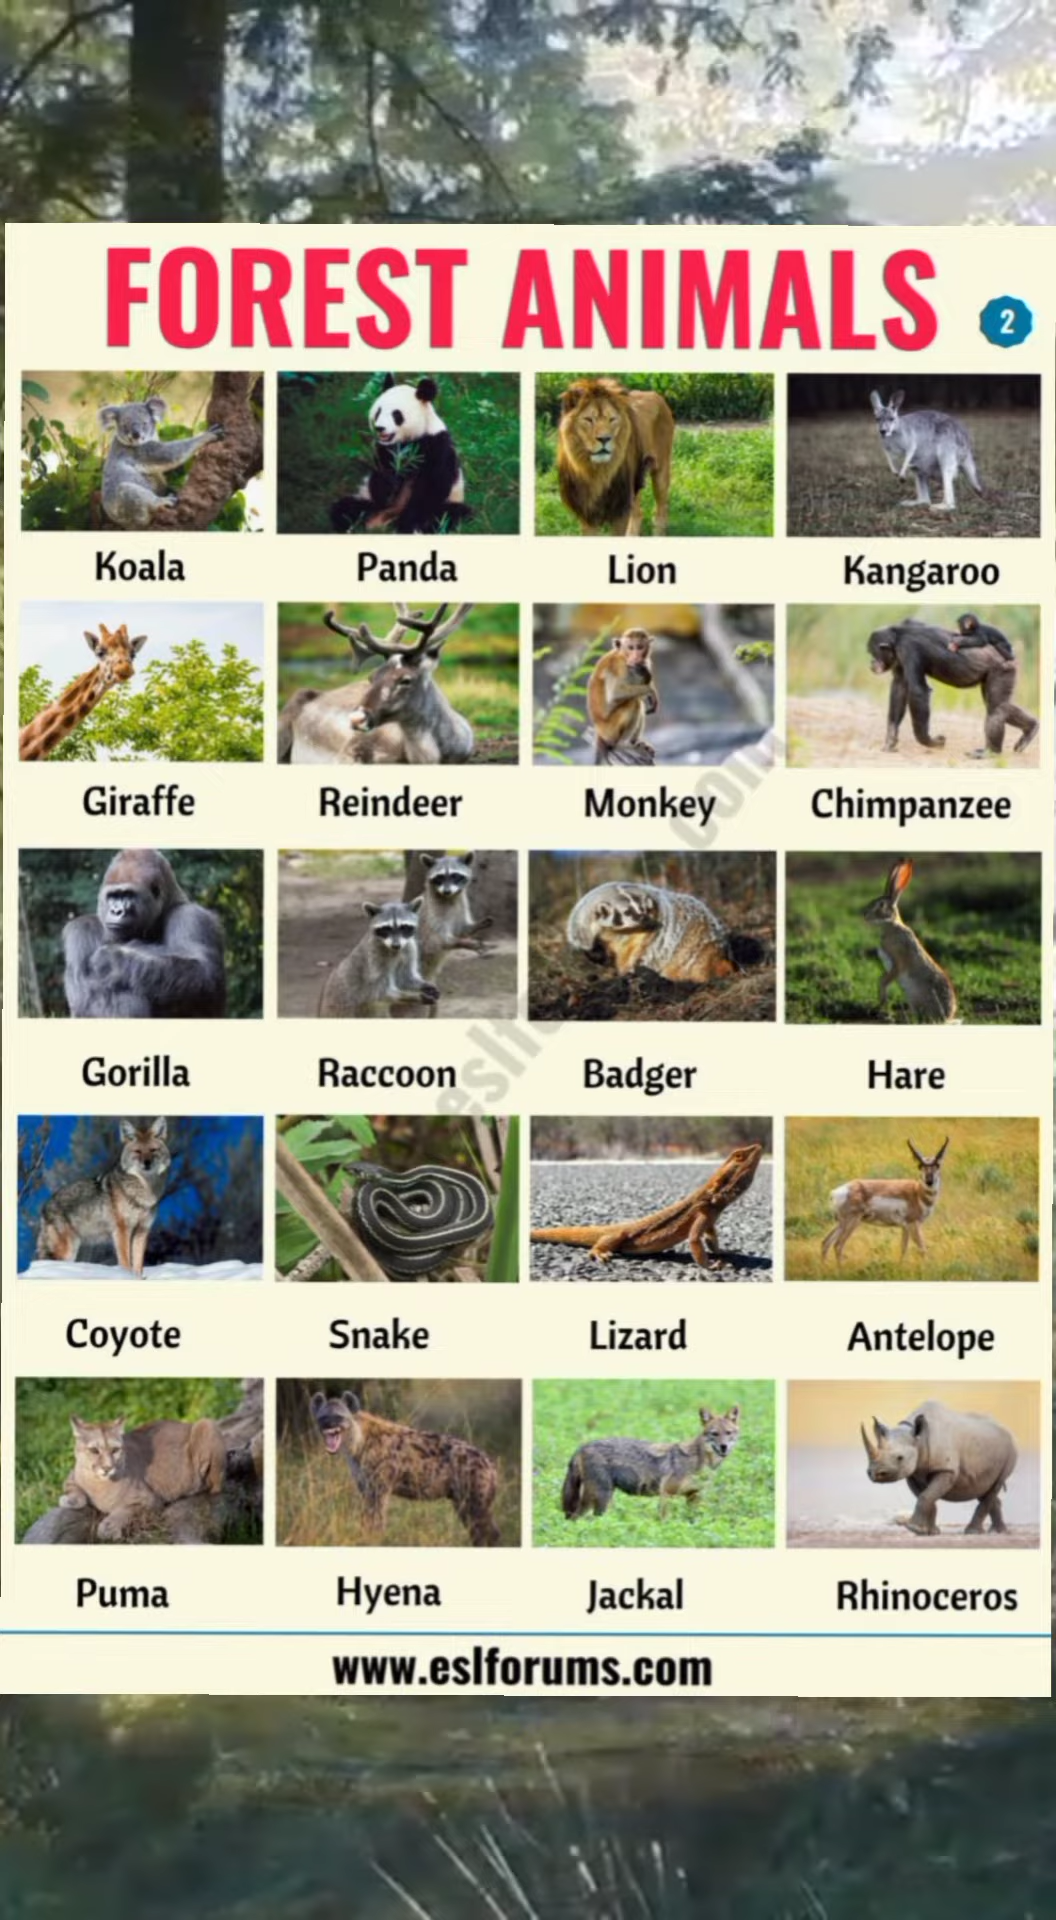 FOREST ANIMALS
2
Koala Panda Lion Kangaroo
Giraffe Reindeer Monkey Chimpanzee
Gorilla Raccoon Badger Hare
Coyote Snake Lizard Antelope
Puma Hyena Jackal Rhinoceros
www.eslforums.com